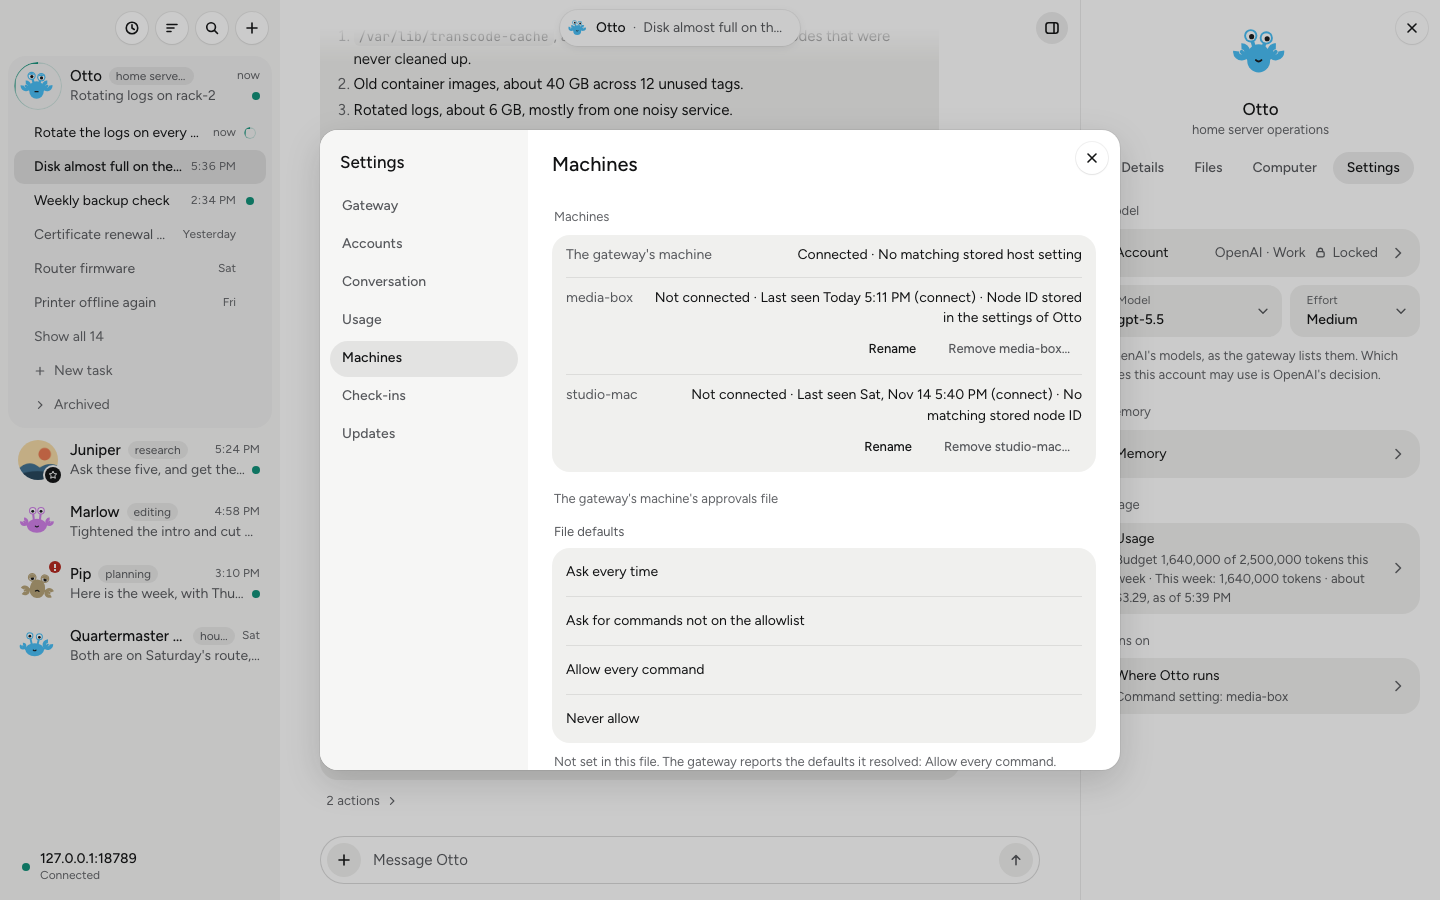 Otto home serve... now
Rotating logs on rack-2
Rotate the logs on every ... now
Disk almost full on the... 5:36 PM
Weekly backup check 2:34 PM
Certificate renewal ... Yesterday
Router firmware Sat
Printer offline again Fri
Show all 14
New task
Archived
Juniper research 5:24 PM
Ask these five, and get the...
Marlow editing 4:58 PM
Tightened the intro and cut ...
Pip planning 3:10 PM
Here is the week, with Thu...
Quartermaster ... hou... Sat
Both are on Saturday's route,...
127.0.0.1:18789
Connected
Otto · Disk almost full on th...
1. /var/lib/transcode-cache, that were
never cleaned up.
2. Old container images, about 40 GB across 12 unused tags.
3. Rotated logs, about 6 GB, mostly from one noisy service.
Settings
Gateway
Accounts
Conversation
Usage
Machines
Check-ins
Updates
Machines
Machines
The gateway's machine Connected · No matching stored host setting
media-box Not connected · Last seen Today 5:11 PM (connect) · Node ID stored
in the settings of Otto
Rename Remove media-box...
studio-mac Not connected · Last seen Sat, Nov 14 5:40 PM (connect) · No
matching stored node ID
Rename Remove studio-mac...
The gateway's machine's approvals file
File defaults
Ask every time
Ask for commands not on the allowlist
Allow every command
Never allow
Not set in this file. The gateway reports the defaults it resolved: Allow every command.
2 actions
Message Otto
Otto
home server operations
Details Files Computer Settings
Account OpenAI · Work Locked
Model
gpt-5.5
Effort
Medium
OpenAI's models, as the gateway lists them. Which
this account may use is OpenAI's decision.
Memory
Usage
Budget 1,640,000 of 2,500,000 tokens this
week · This week: 1,640,000 tokens · about
$3.29, as of 5:39 PM
Where Otto runs
Command setting: media-box